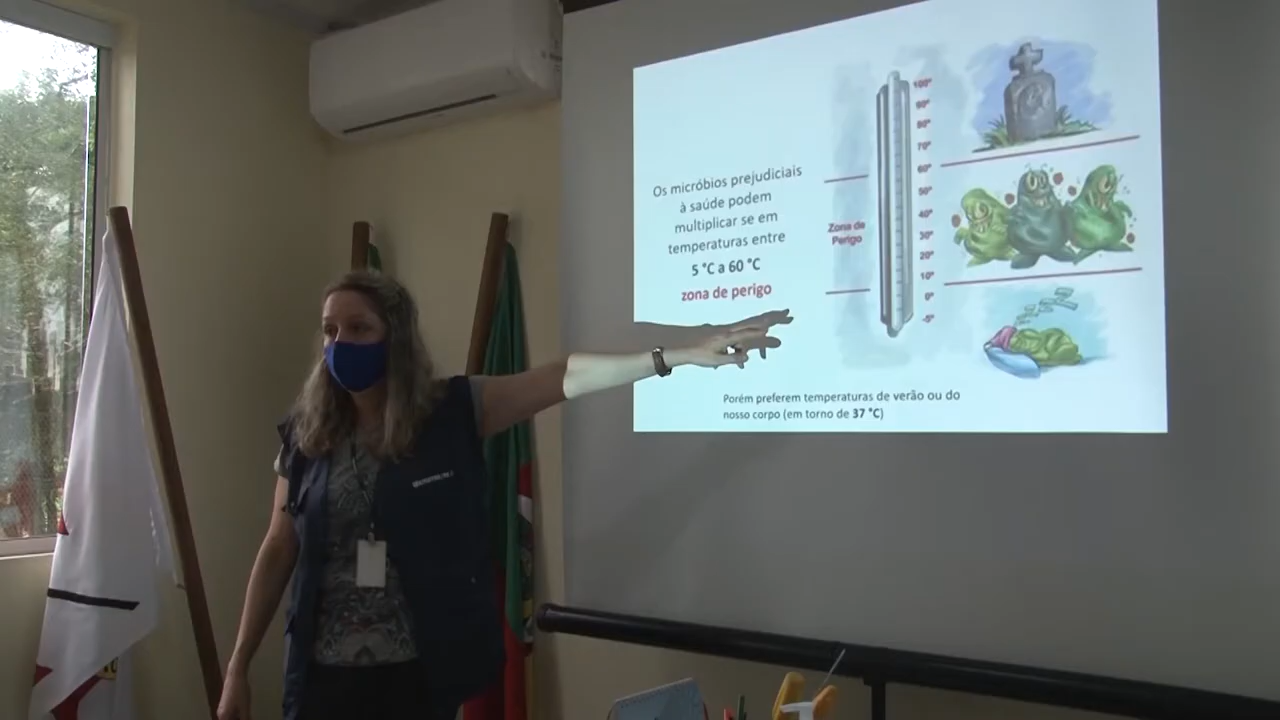 Os micróbios prejudiciais
à saúde podem
multiplicar se em
temperaturas entre
5 °C a 60 °C
zona de perigo
Zona de
Perigo
100°
90°
80°
70°
60°
50°
40°
30°
20°
10°
0°
-5°
Porém preferem temperaturas de verão ou do
nosso corpo (em torno de 37 °C)